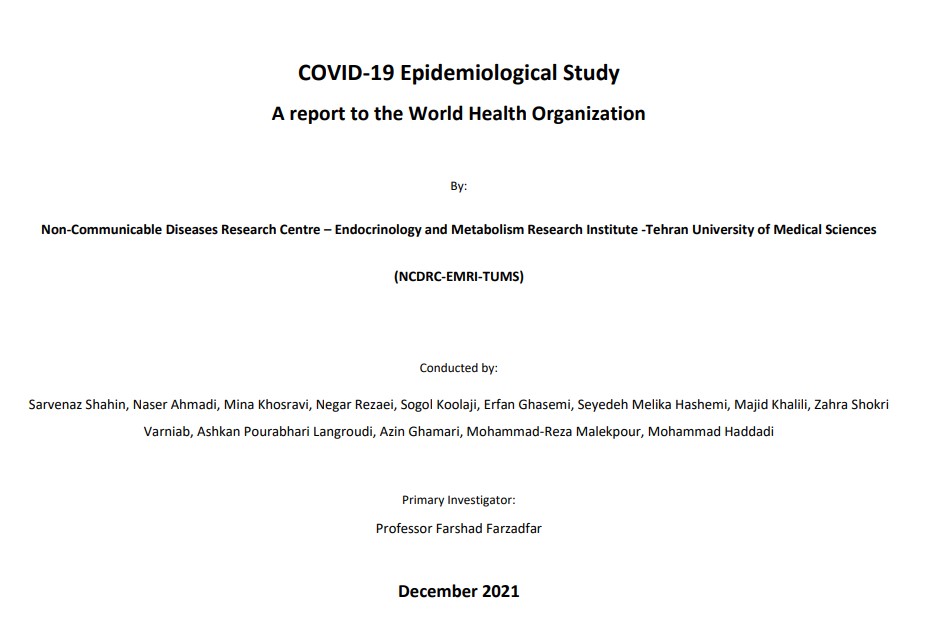 COVID-19 Epidemiological Study
A report to the World Health Organization
By:
Non-Communicable Diseases Research Centre – Endocrinology and Metabolism Research Institute -Tehran University of Medical Sciences
(NCDRC-EMRI-TUMS)
Conducted by:
Sarvenaz Shahin, Naser Ahmadi, Mina Khosravi, Negar Rezaei, Sogol Koolaji, Erfan Ghasemi, Seyedeh Melika Hashemi, Majid Khalili, Zahra Shokri
Varniab, Ashkan Pourabhari Langroudi, Azin Ghamari, Mohammad-Reza Malekpour, Mohammad Haddadi
Primary Investigator:
Professor Farshad Farzadfar
December 2021